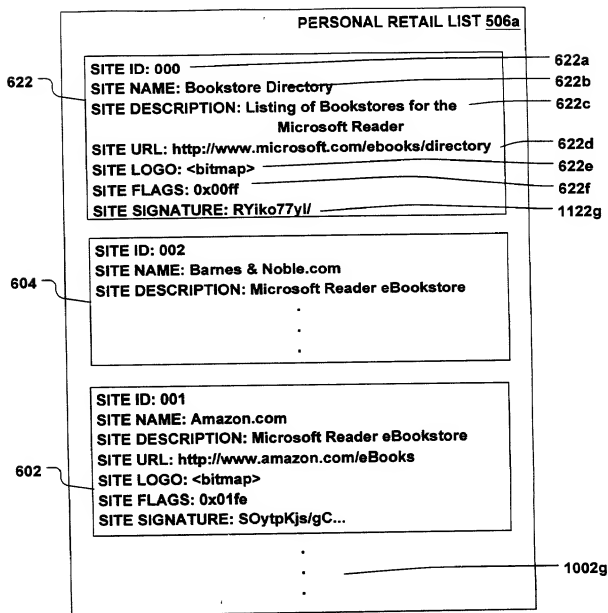 PERSONAL RETAIL LIST 506a
622
SITE ID: 000 622a
SITE NAME: Bookstore Directory 622b
SITE DESCRIPTION: Listing of Bookstores for the 622c
Microsoft Reader
SITE URL: http://www.microsoft.com/ebooks/directory 622d
SITE LOGO: <bitmap> 622e
SITE FLAGS: 0x00ff 622f
SITE SIGNATURE: RYiko77yl/ 1122g
604
SITE ID: 002
SITE NAME: Barnes & Noble.com
SITE DESCRIPTION: Microsoft Reader eBookstore
.
.
.
602
SITE ID: 001
SITE NAME: Amazon.com
SITE DESCRIPTION: Microsoft Reader eBookstore
SITE URL: http://www.amazon.com/eBooks
SITE LOGO: <bitmap>
SITE FLAGS: 0x01fe
SITE SIGNATURE: SOytpKjs/gC...
.
. 1002g
.